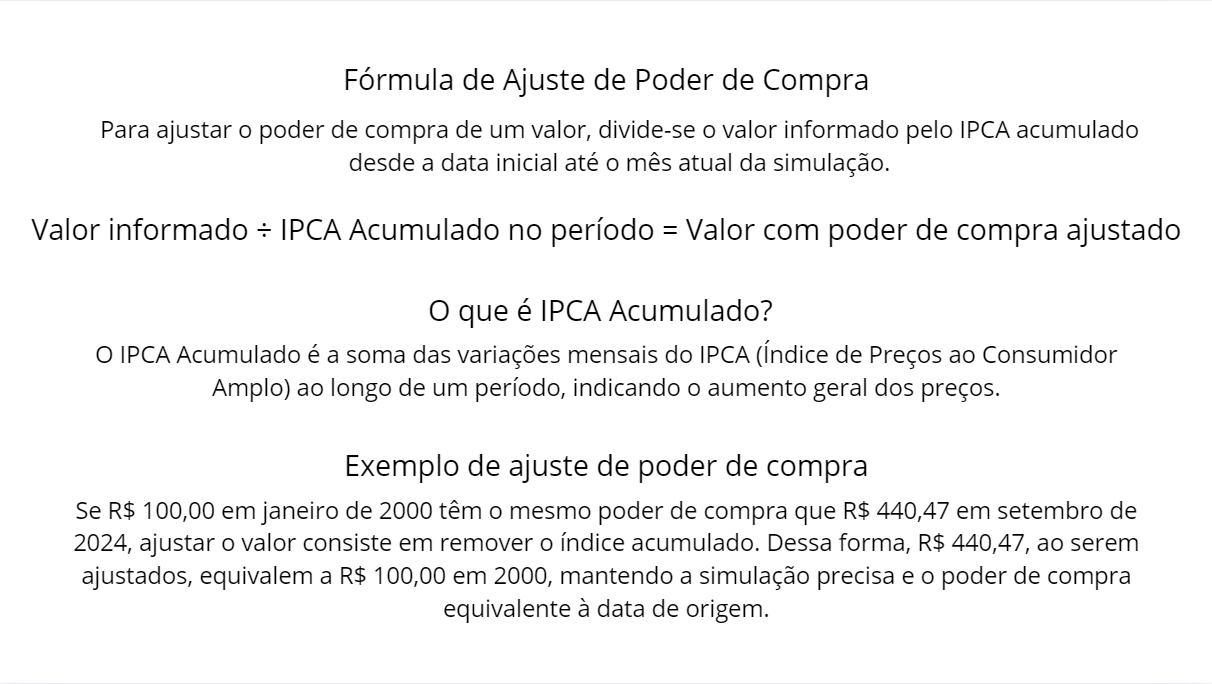 Fórmula de Ajuste de Poder de Compra
Para ajustar o poder de compra de um valor, divide-se o valor informado pelo IPCA acumulado
desde a data inicial até o mês atual da simulação.
Valor informado ÷ IPCA Acumulado no período = Valor com poder de compra ajustado
O que é IPCA Acumulado?
O IPCA Acumulado é a soma das variações mensais do IPCA (Índice de Preços ao Consumidor
Amplo) ao longo de um período, indicando o aumento geral dos preços.
Exemplo de ajuste de poder de compra
Se R$ 100,00 em janeiro de 2000 têm o mesmo poder de compra que R$ 440,47 em setembro de
2024, ajustar o valor consiste em remover o índice acumulado. Dessa forma, R$ 440,47, ao serem
ajustados, equivalem a R$ 100,00 em 2000, mantendo a simulação precisa e o poder de compra
equivalente à data de origem.